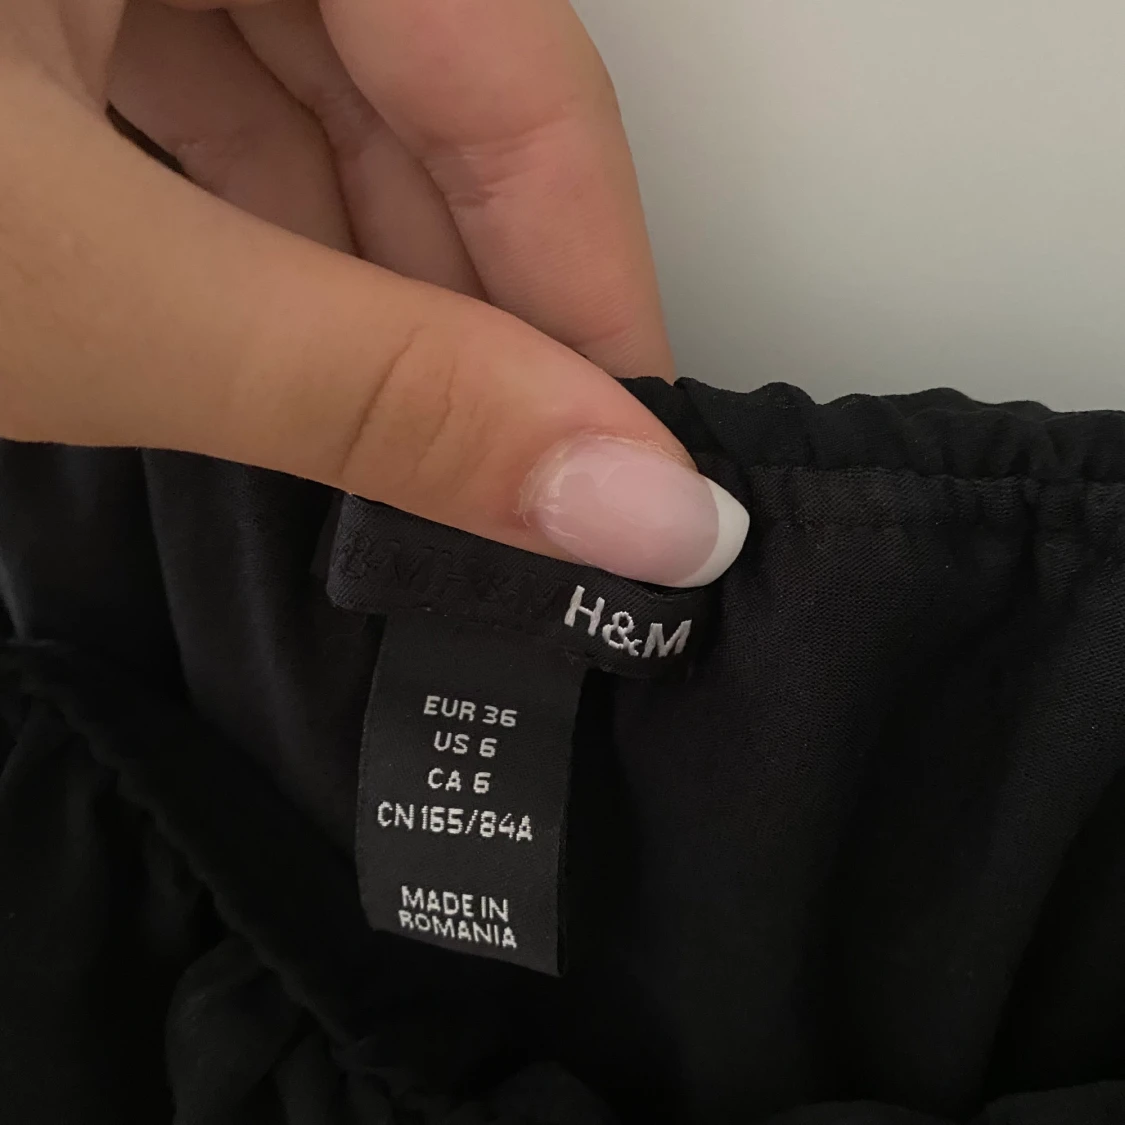 H&M
EUR 36
US 6
CA 6
CN 165/84A
MADE IN
ROMANIA